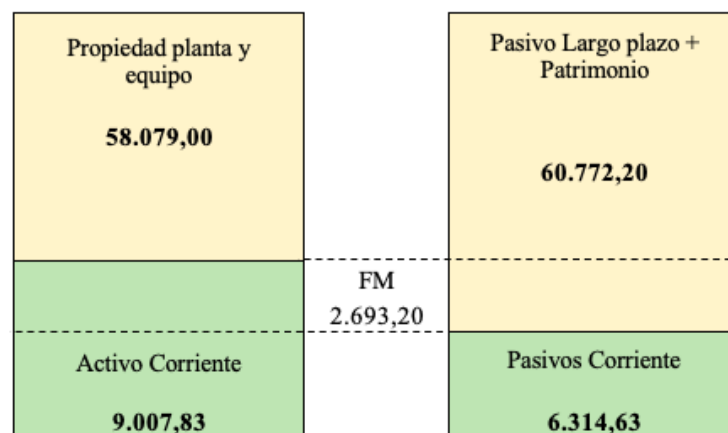 Propiedad planta y
equipo
58.079,00
Pasivo Largo plazo +
Patrimonio
60.772,20
FM
2.693,20
Activo Corriente
9.007,83
Pasivos Corriente
6.314,63